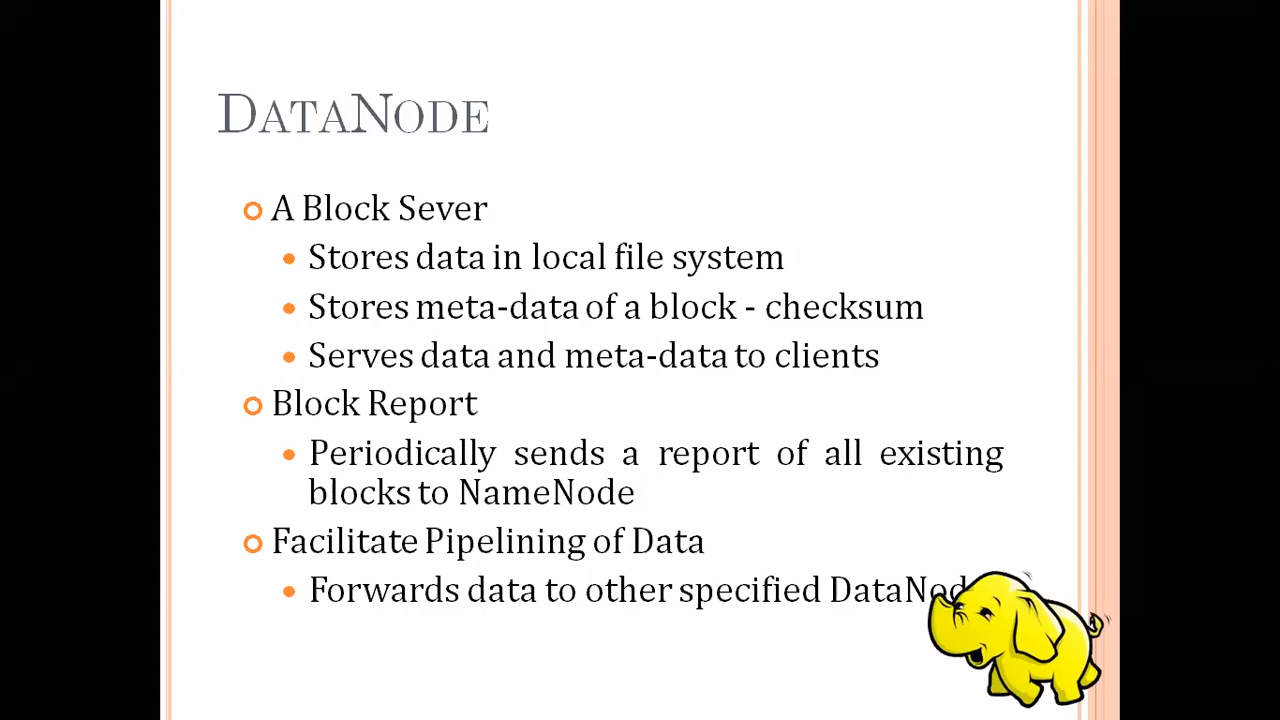 DATANODE
A Block Sever
Stores data in local file system
Stores meta-data of a block - checksum
Serves data and meta-data to clients
Block Report
Periodically sends a report of all existing
blocks to NameNode
Facilitate Pipelining of Data
Forwards data to other specified